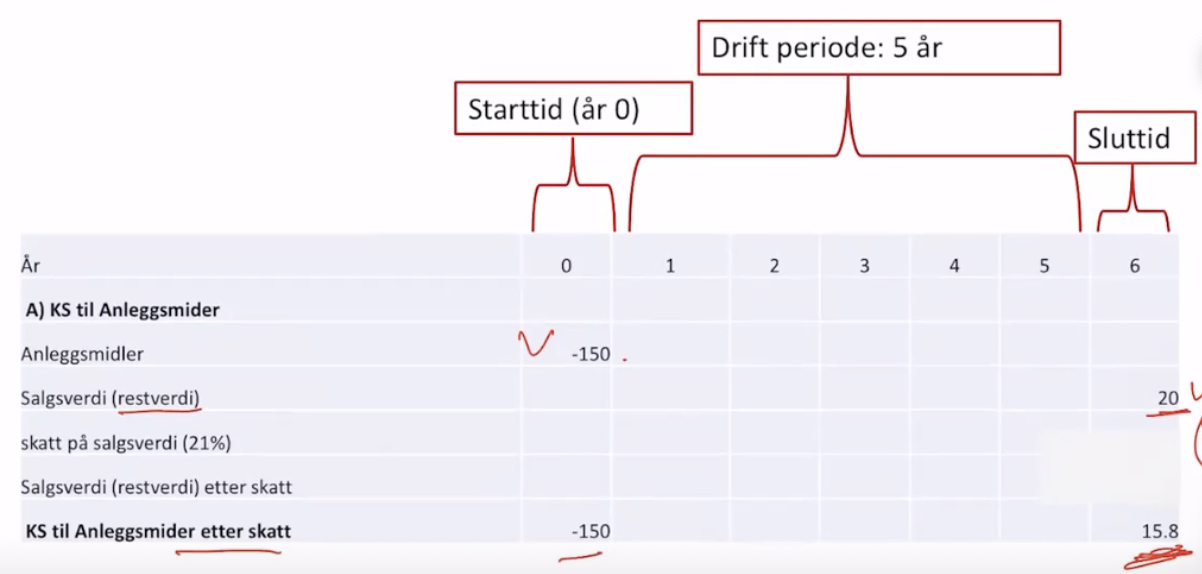 Drift periode: 5 år
Starttid (år 0)
Sluttid
År 0 1 2 3 4 5 6
A) KS til Anleggsmider
Anleggsmidler -150
Salgsverdi (restverdi) 20
skatt på salgsverdi (21%)
Salgsverdi (restverdi) etter skatt
KS til Anleggsmider etter skatt -150 15.8